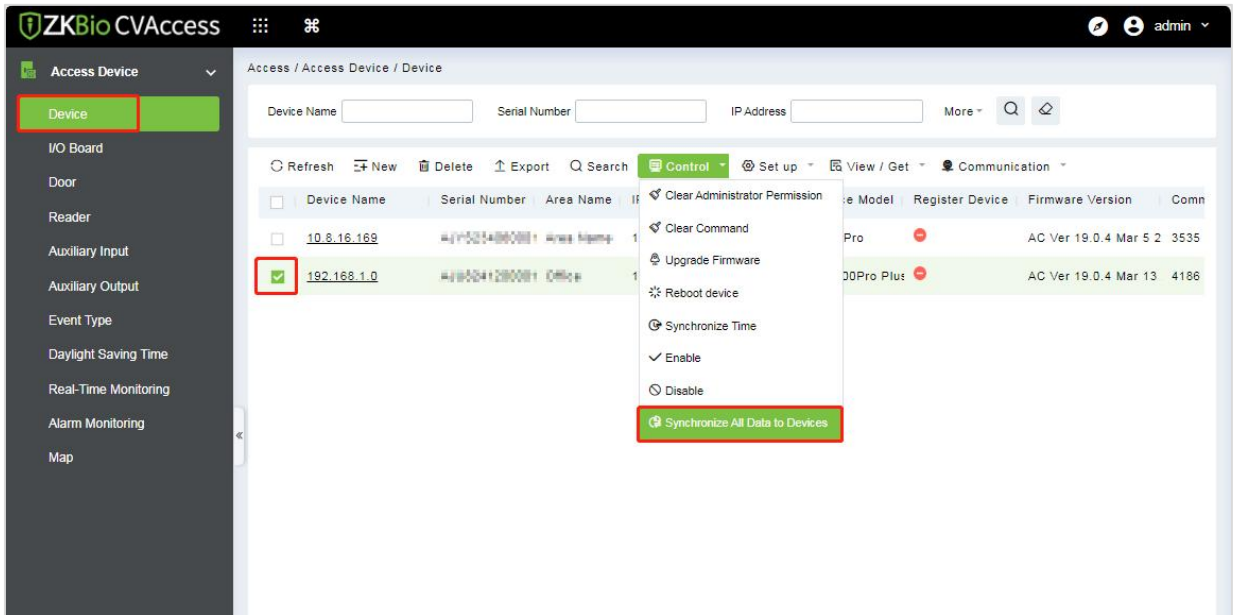 ZKBio CVAccess
admin
Access Device
Access / Access Device / Device
Device
Device Name Serial Number IP Address More
I/O Board
Door
Refresh New Delete Export Search Control Set up View / Get Communication
Reader
Device Name Serial Number Area Name Register Device Firmware Version
Clear Administrator Permission
Auxiliary Input
10.8.16.169 Pro AC Ver 19.0.4 Mar 5 2 3535
Clear Command
Auxiliary Output
192.168.1.0 00Pro Plus AC Ver 19.0.4 Mar 13 4186
Upgrade Firmware
Reboot device
Event Type
Synchronize Time
Daylight Saving Time
Enable
Real-Time Monitoring
Disable
Alarm Monitoring
Synchronize All Data to Devices
Map